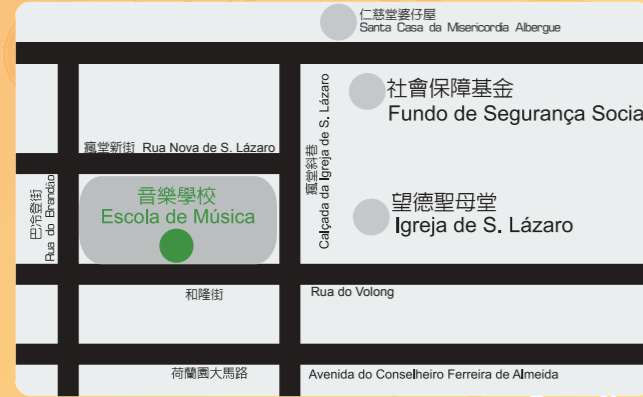 仁慈堂婆仔屋
Santa Casa da Misericordia Albergue
社會保障基金
Fundo de Segurança Socia
瘋堂新街 Rua Nova de S. Lázaro
瘋堂斜巷
Calçada da Igreja de S. Lázaro
巴冷登街
Rua do Brandão
音樂學校
Escola de Música
望德聖母堂
Igreja de S. Lázaro
和隆街
Rua do Volong
荷蘭園大馬路
Avenida do Conselheiro Ferreira de Almeida